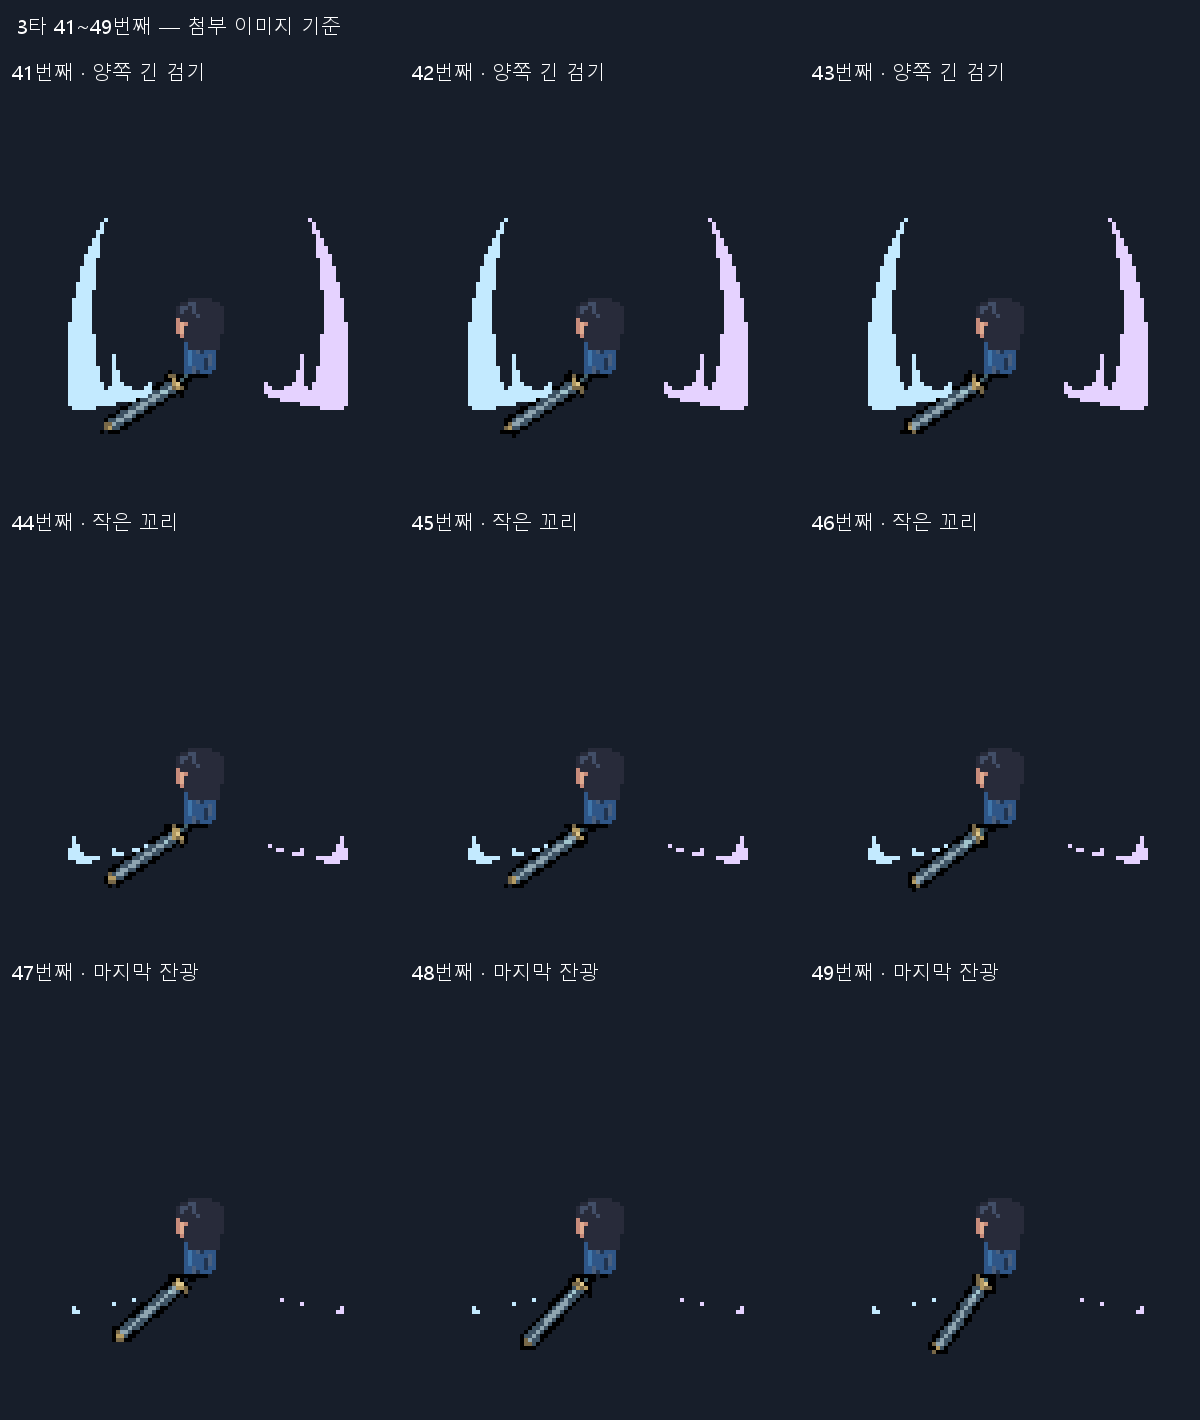 3타 41~49번째 — 첨부 이미지 기준
41번째 · 양쪽 긴 검기
42번째 · 양쪽 긴 검기
43번째 · 양쪽 긴 검기
44번째 · 작은 꼬리
45번째 · 작은 꼬리
46번째 · 작은 꼬리
47번째 · 마지막 잔광
48번째 · 마지막 잔광
49번째 · 마지막 잔광